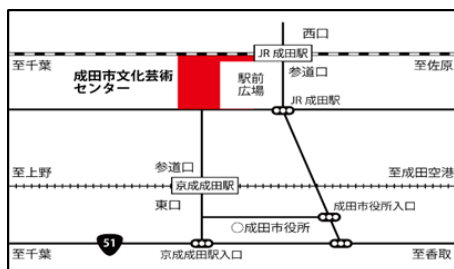 西口
JR 成田駅
至千葉
参道口
至佐原
成田市文化芸術
センター
駅前
広場
JR 成田駅
至上野
参道口
至成田空港
京成成田駅
東口
成田市役所入口
○成田市役所
至千葉
51
京成成田駅入口
至香取